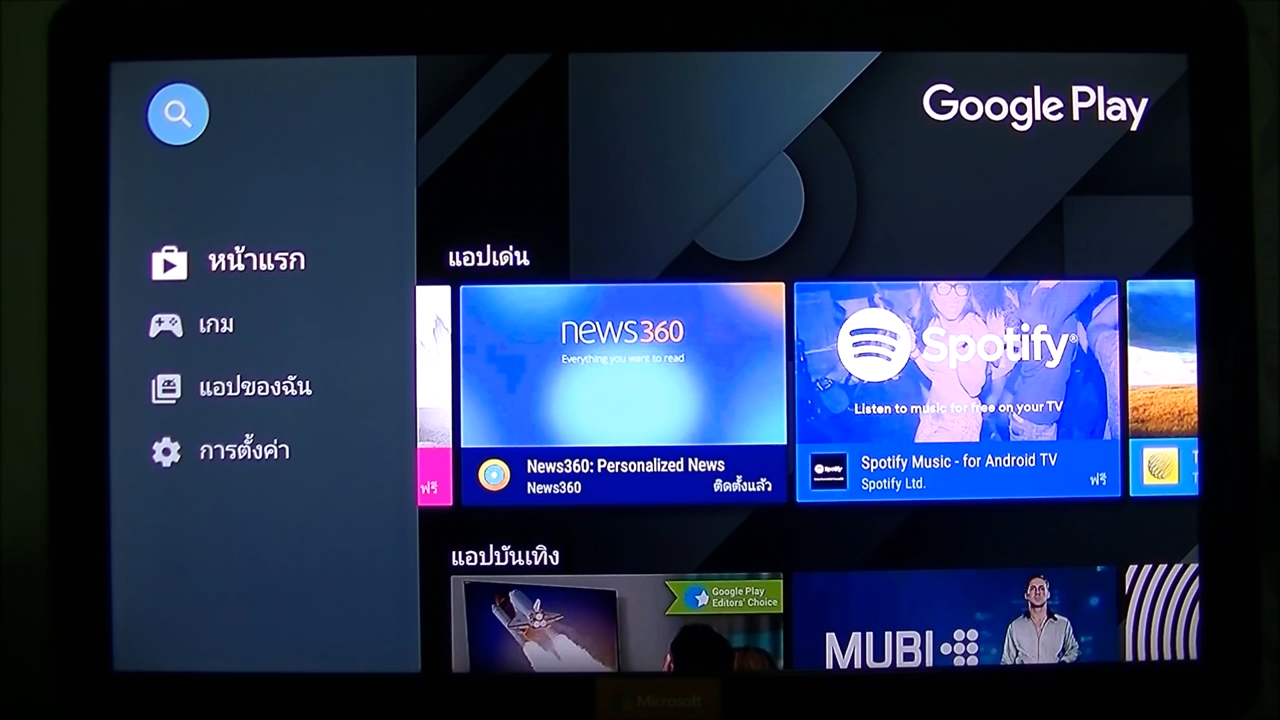 Google Play
หน้าแรก
เกม
แอปของฉัน
การตั้งค่า
แอปเด่น
ฟรี
news360
Everything you want to read
News360: Personalized News
News360
ติดตั้งแล้ว
Spotify®
Listen to music for free on your TV
Spotify Music - for Android TV
Spotify Ltd.
ฟรี
แอปบันเทิง
Google Play
Editors' Choice
MUBI
Microsoft